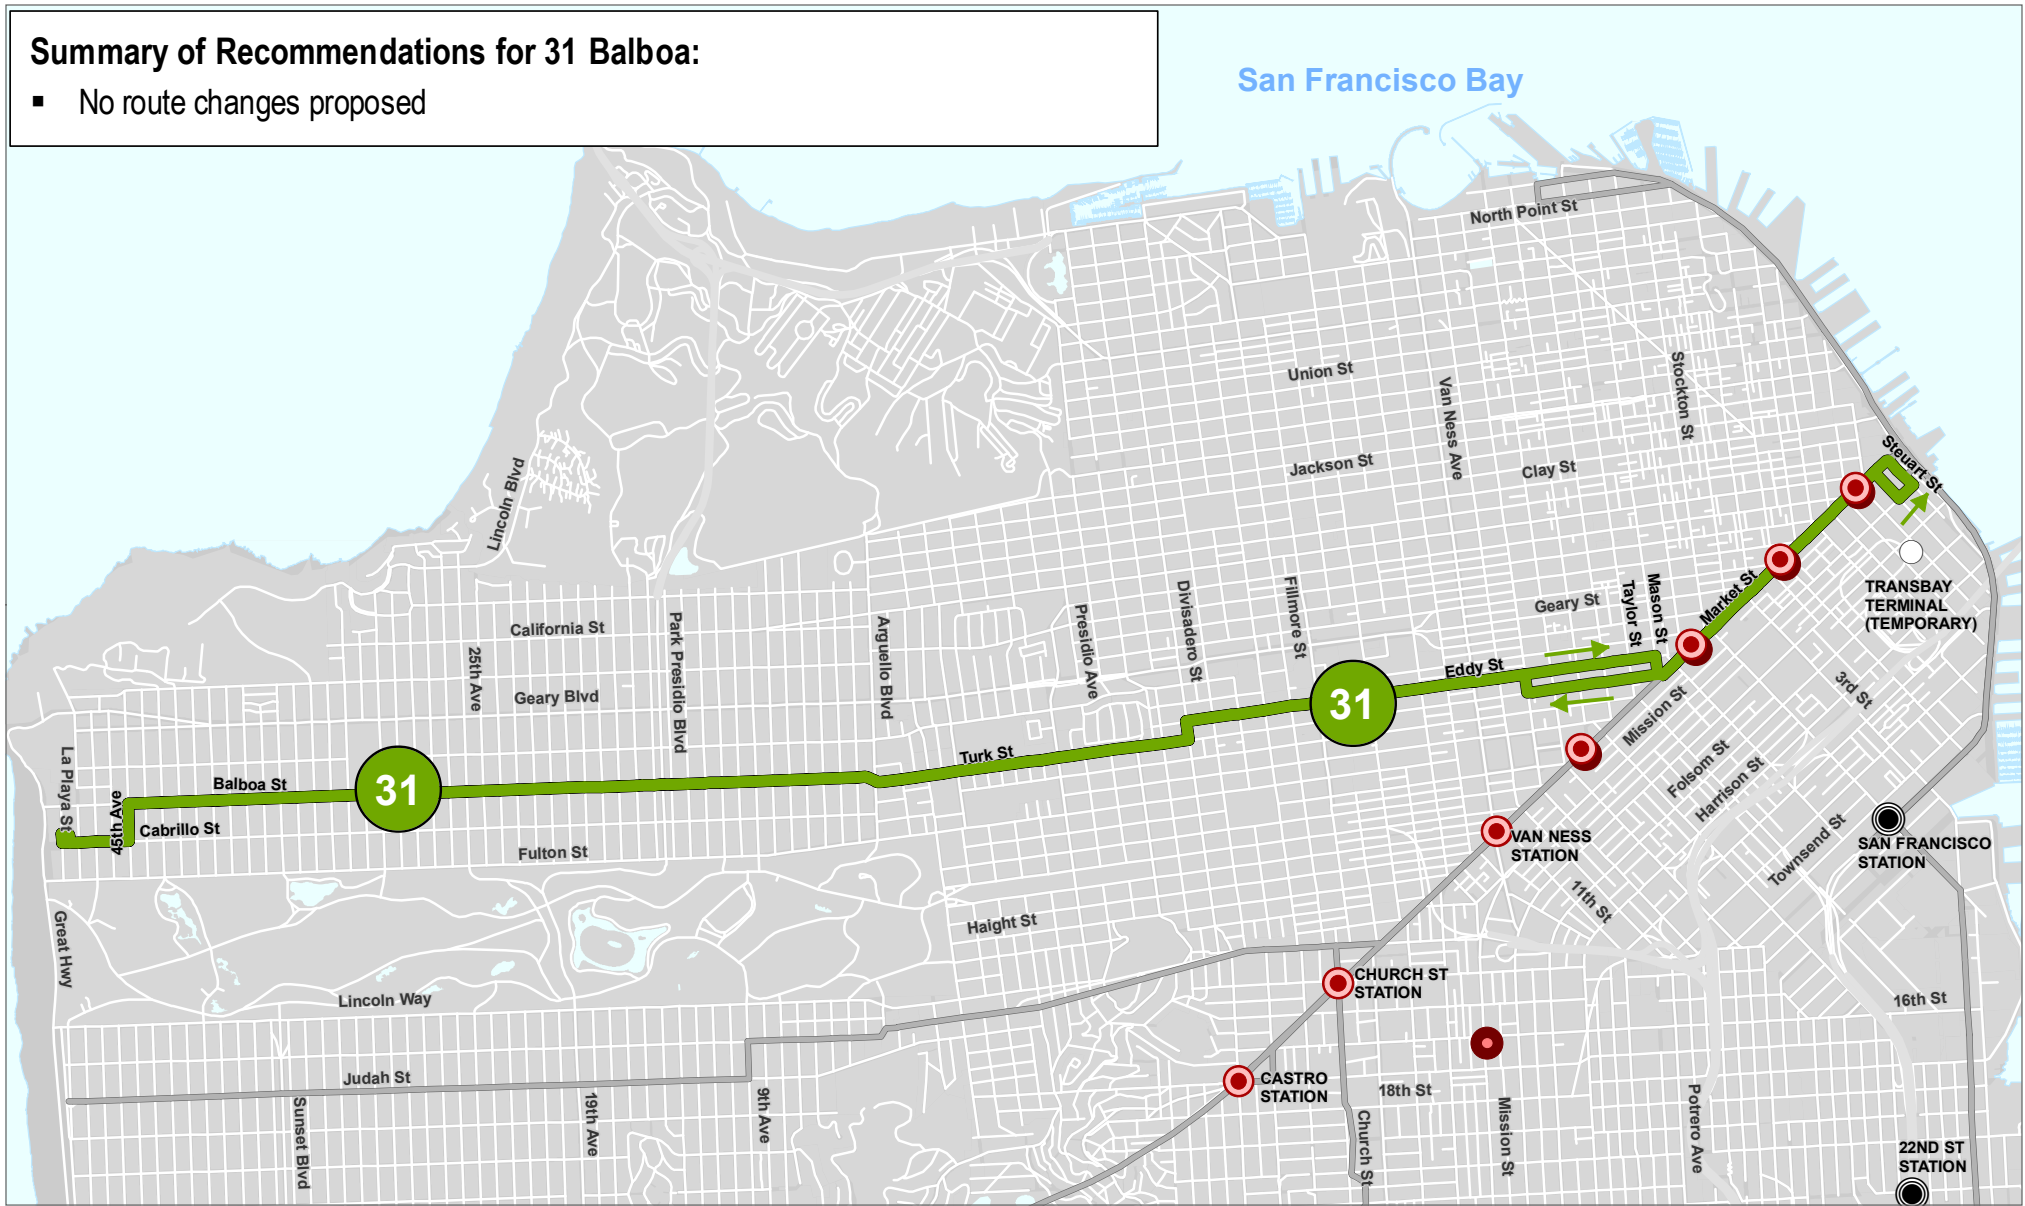 Summary of Recommendations for 31 Balboa:
▪ No route changes proposed
San Francisco Bay
North Point St
Union St
Stockton St
Van Ness Ave
Jackson St
Clay St
Steuart St
Lincoln Blvd
TRANSBAY
TERMINAL
(TEMPORARY)
Market St
Mason St
Taylor St
Geary St
Fillmore St
Divisadero St
Presidio Ave
Arguello Blvd
Park Presidio Blvd
California St
25th Ave
Geary Blvd
Eddy St
31
3rd St
Mission St
Folsom St
Harrison St
Townsend St
SAN FRANCISCO
STATION
La Playa St
45th Ave
Balboa St
31
Turk St
Cabrillo St
Fulton St
VAN NESS
STATION
11th St
Haight St
Great Hwy
CHURCH ST
STATION
Lincoln Way
16th St
Judah St
CASTRO
STATION
18th St
Sunset Blvd
19th Ave
9th Ave
Church St
Mission St
Potrero Ave
22ND ST
STATION